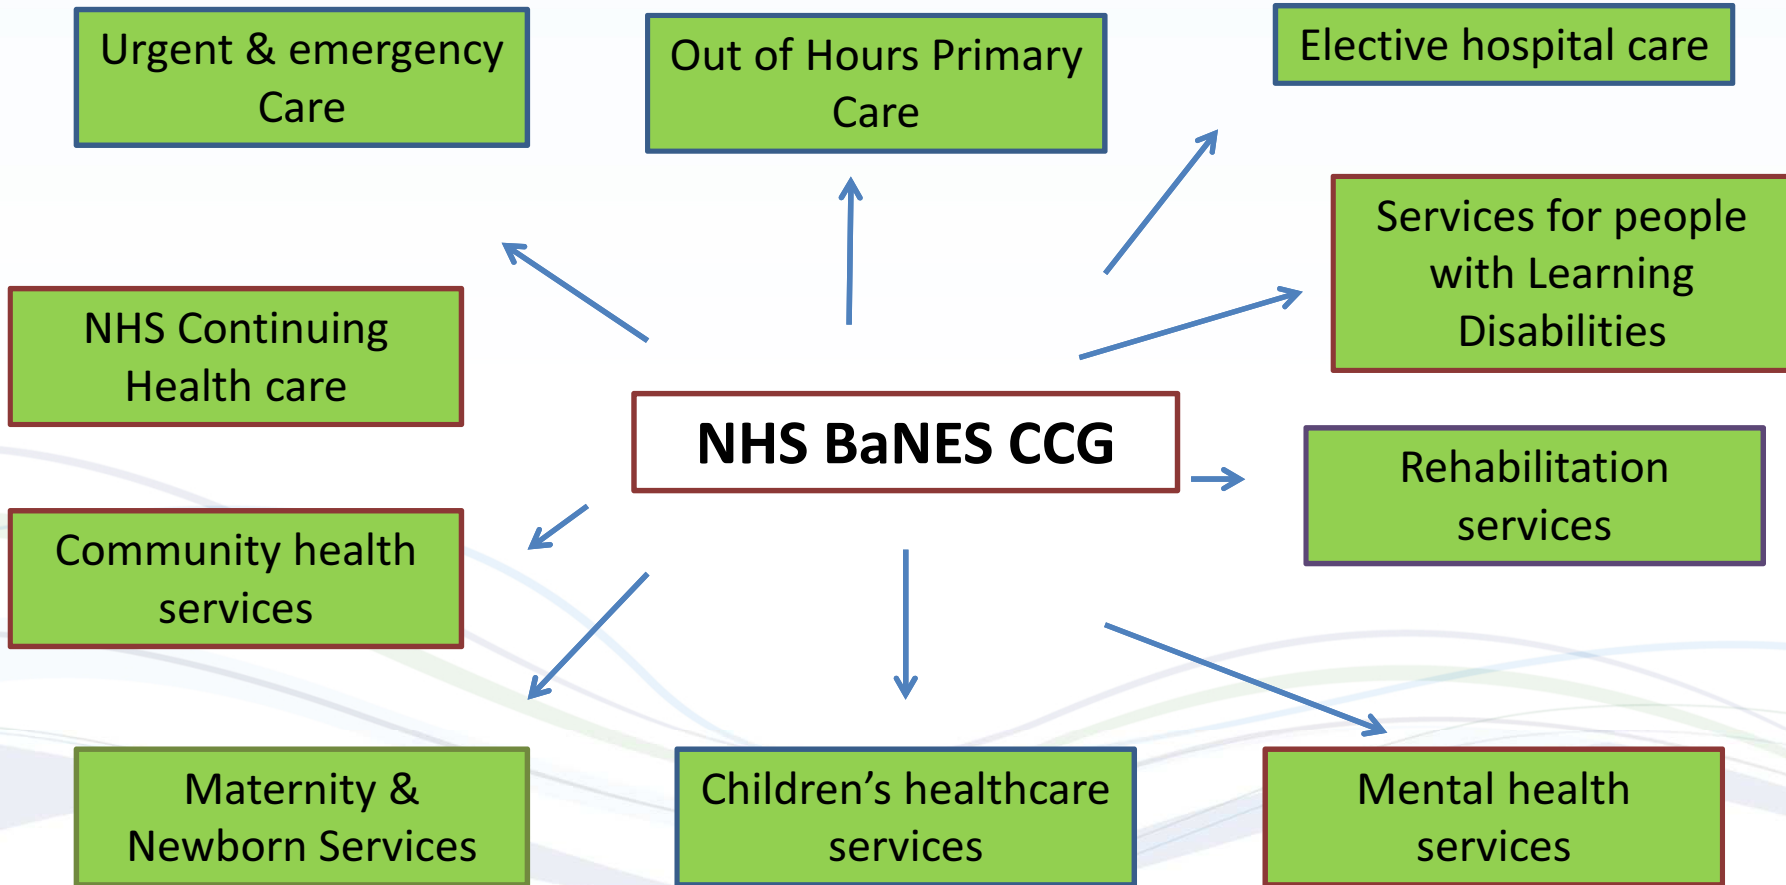 Urgent & emergency
Care
Out of Hours Primary
Care
Elective hospital care
Services for people
with Learning
Disabilities
NHS Continuing
Health care
NHS BaNES CCG
Rehabilitation
services
Community health
services
Maternity &
Newborn Services
Children’s healthcare
services
Mental health
services